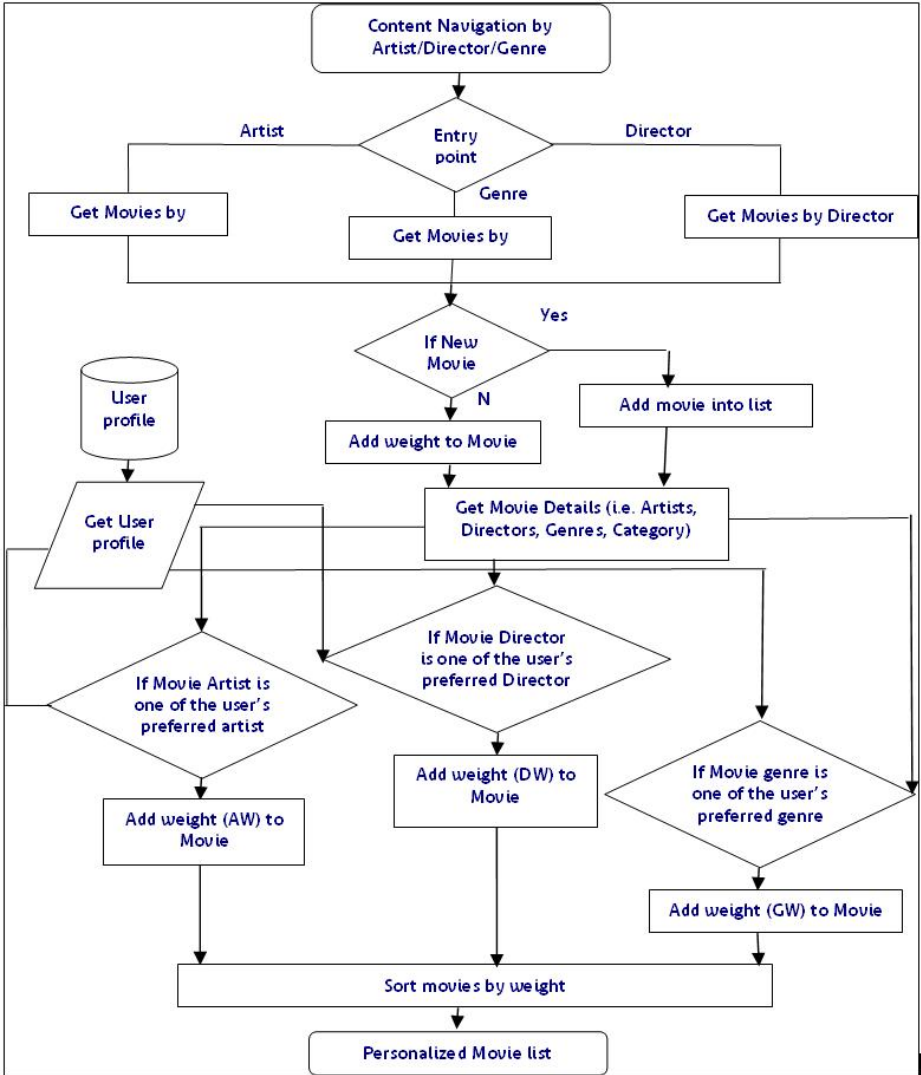 Content Navigation by
Artist/Director/Genre
Artist
Entry
point
Director
Genre
Get Movies by
Get Movies by
Get Movies by Director
Yes
If New
Movie
N
User
profile
Add movie into list
Add weight to Movie
Get User
profile
Get Movie Details (i.e. Artists,
Directors, Genres, Category)
If Movie Director
is one of the user's
preferred Director
If Movie Artist is
one of the user's
preferred artist
If Movie genre is
one of the user's
preferred genre
Add weight (DW) to
Movie
Add weight (AW) to
Movie
Add weight (GW) to Movie
Sort movies by weight
Personalized Movie list